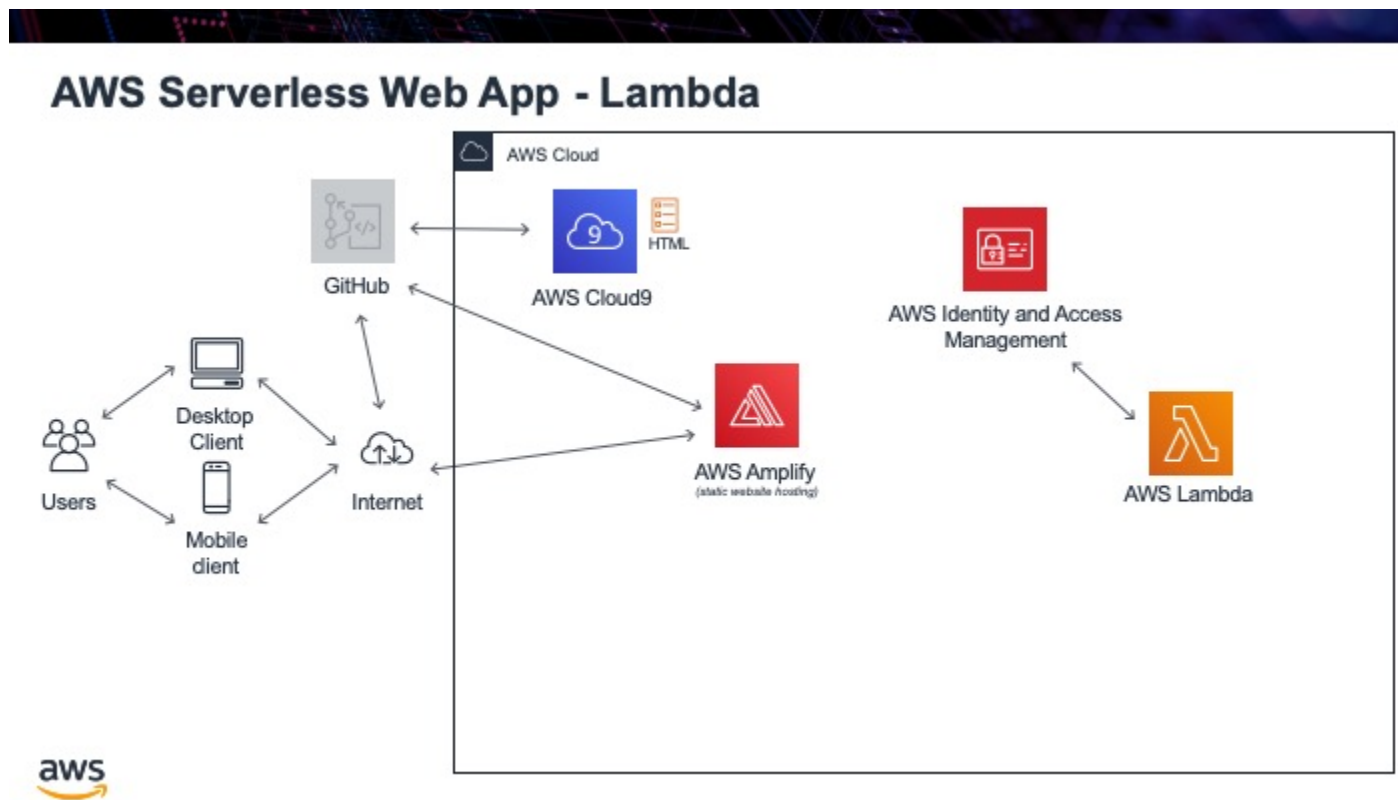 AWS Serverless Web App - Lambda
AWS Cloud
GitHub
9
HTML
AWS Cloud9
AWS Identity and Access
Management
Desktop
Client
Users
Internet
AWS Amplify
(static website hosting)
AWS Lambda
Mobile
client
aws